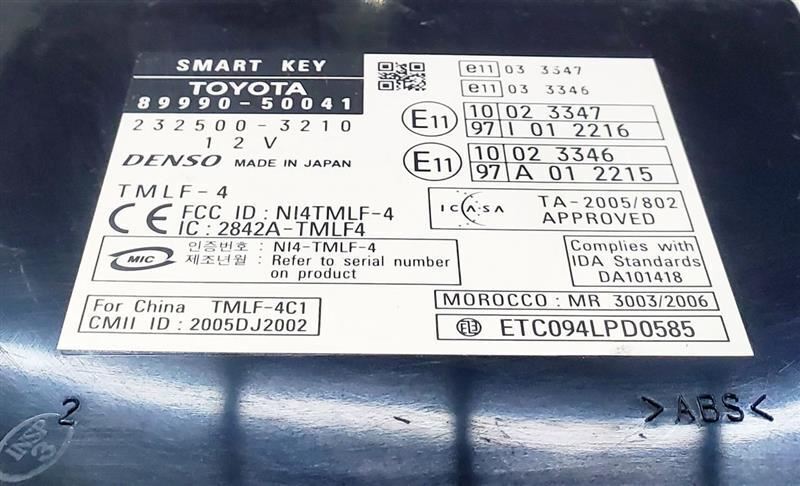 SMART KEY
TOYOTA
89990-50041
232500-3210
12V
DENSO MADE IN JAPAN
TMLF-4
CE FCC ID : NI4TMLF-4
IC: 2842A-TMLF4
MIC 인증번호 : NI4-TMLF-4
제조년월 : Refer to serial number
on product
For China TMLF-4C1
CMII ID : 2005DJ2002
e11 03 3347
e11 03 3346
E11 10 02 3347
97 I 01 2216
E11 10 02 3346
97 A 01 2215
ICASA TA-2005/802
APPROVED
Complies with
IDA Standards
DA101418
MOROCCO : MR 3003/2006
E13 ETC094LPD0585
2
>ABS<